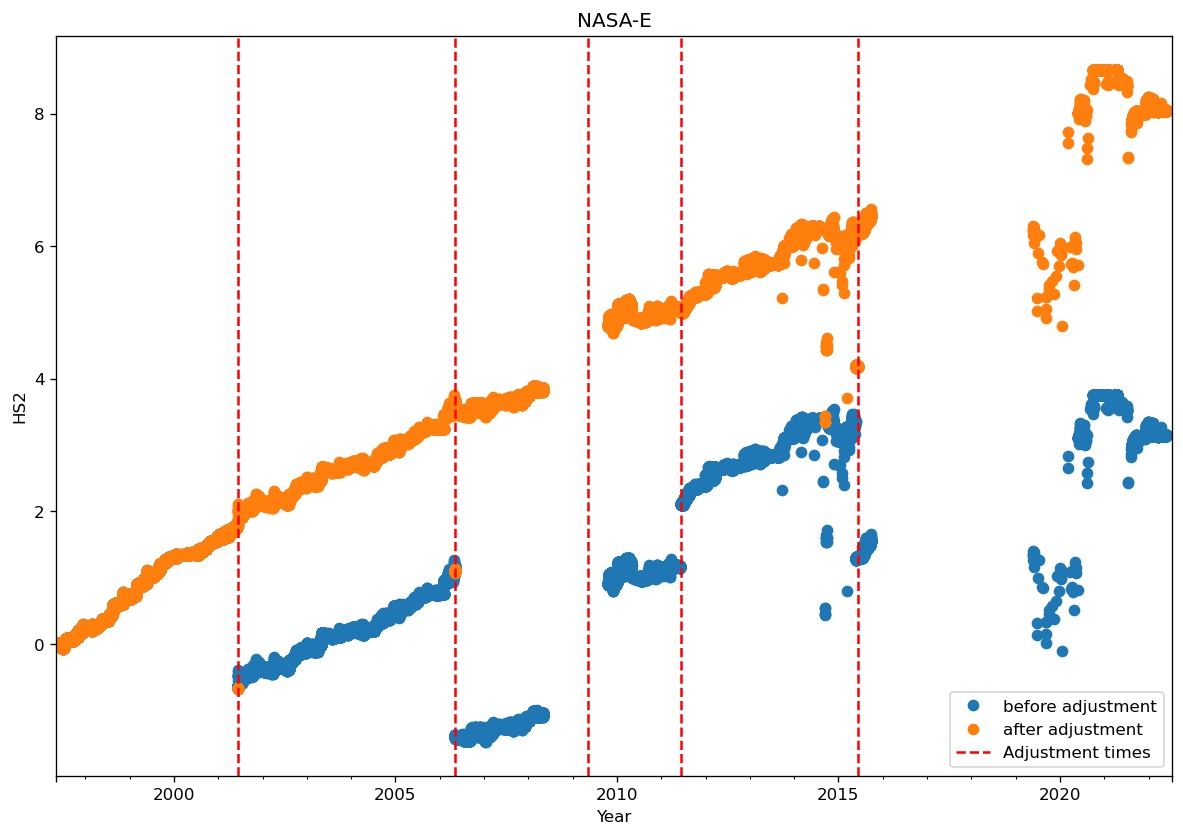 NASA-E
HS2
8
6
4
2
0
2000 2005 2010 2015 2020
Year
before adjustment
after adjustment
Adjustment times